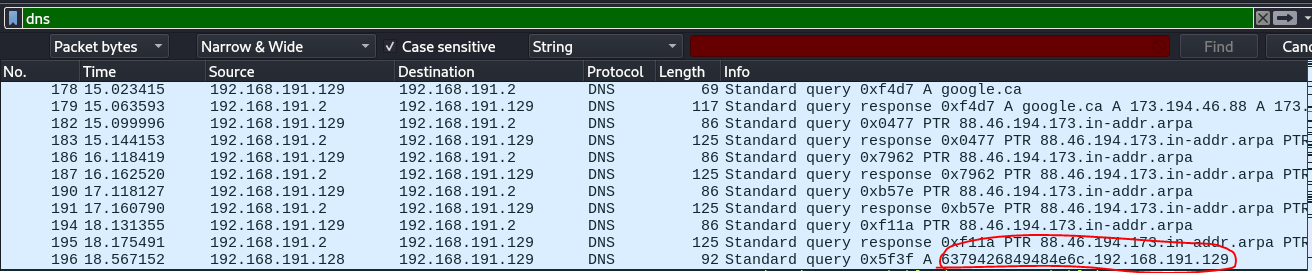 dns
Packet bytes Narrow & Wide Case sensitive String Find Canc
No. Time Source Destination Protocol Length Info
178 15.023415 192.168.191.129 192.168.191.2 DNS 69 Standard query 0xf4d7 A google.ca
179 15.063593 192.168.191.2 192.168.191.129 DNS 117 Standard query response 0xf4d7 A google.ca A 173.194.46.88 A 173.
182 15.099996 192.168.191.129 192.168.191.2 DNS 86 Standard query 0x0477 PTR 88.46.194.173.in-addr.arpa
183 15.144153 192.168.191.2 192.168.191.129 DNS 125 Standard query response 0x0477 PTR 88.46.194.173.in-addr.arpa PTR
186 16.118419 192.168.191.129 192.168.191.2 DNS 86 Standard query 0x7962 PTR 88.46.194.173.in-addr.arpa
187 16.162520 192.168.191.2 192.168.191.129 DNS 125 Standard query response 0x7962 PTR 88.46.194.173.in-addr.arpa PTR
190 17.118127 192.168.191.129 192.168.191.2 DNS 86 Standard query 0xb57e PTR 88.46.194.173.in-addr.arpa
191 17.160790 192.168.191.2 192.168.191.129 DNS 125 Standard query response 0xb57e PTR 88.46.194.173.in-addr.arpa PTR
194 18.131355 192.168.191.129 192.168.191.2 DNS 86 Standard query 0xf11a PTR 88.46.194.173.in-addr.arpa
195 18.175491 192.168.191.2 192.168.191.129 DNS 125 Standard query response 0xf11a PTR 88.46.194.173.in-addr.arpa PTR
196 18.567152 192.168.191.128 192.168.191.129 DNS 92 Standard query 0x5f3f A 6379426849484e6c.192.168.191.129